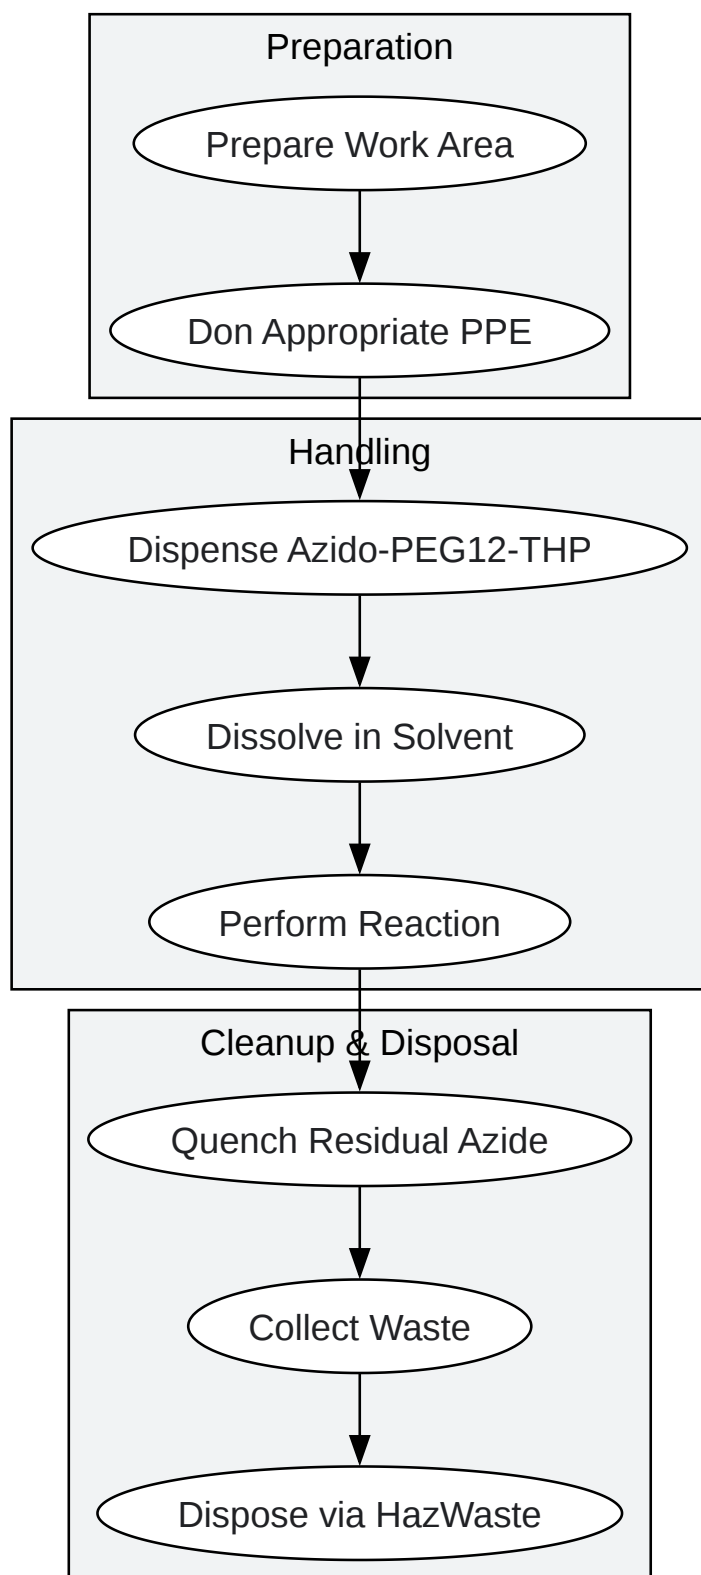 Preparation
Prepare Work Area
Don Appropriate PPE
Handling
Dispense Azido-PEG12-THP
Dissolve in Solvent
Perform Reaction
Cleanup & Disposal
Quench Residual Azide
Collect Waste
Dispose via HazWaste